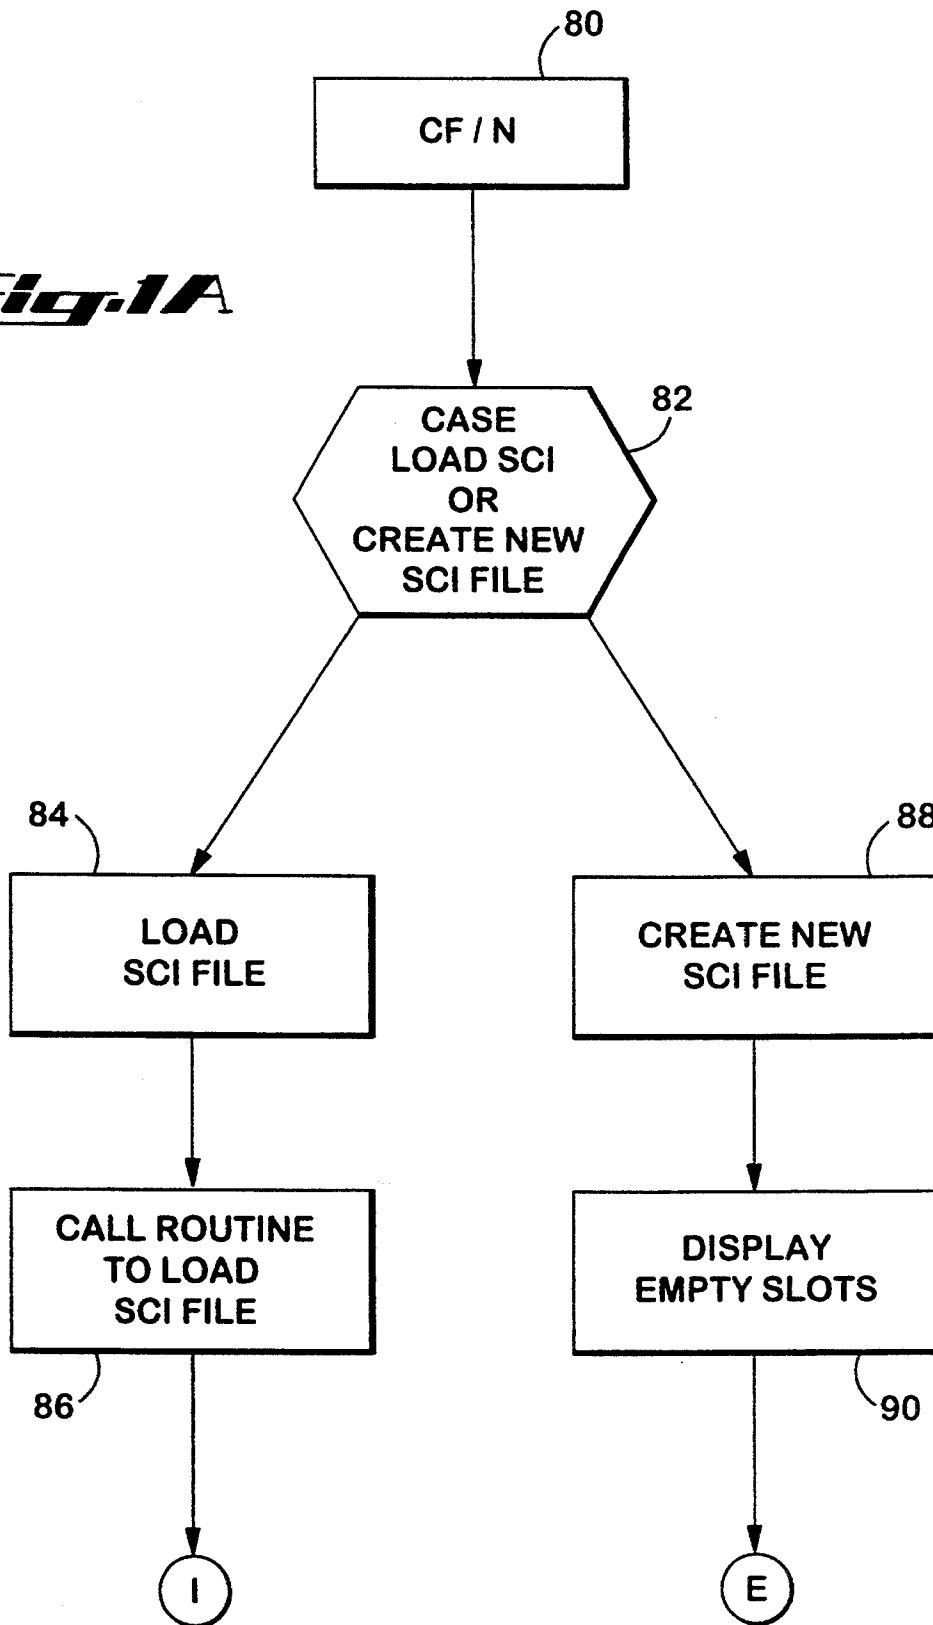 80
CF / N
Fig.1A
82
CASE
LOAD SCI
OR
CREATE NEW
SCI FILE
84
88
LOAD
SCI FILE
CREATE NEW
SCI FILE
CALL ROUTINE
TO LOAD
SCI FILE
DISPLAY
EMPTY SLOTS
86
90
I
E